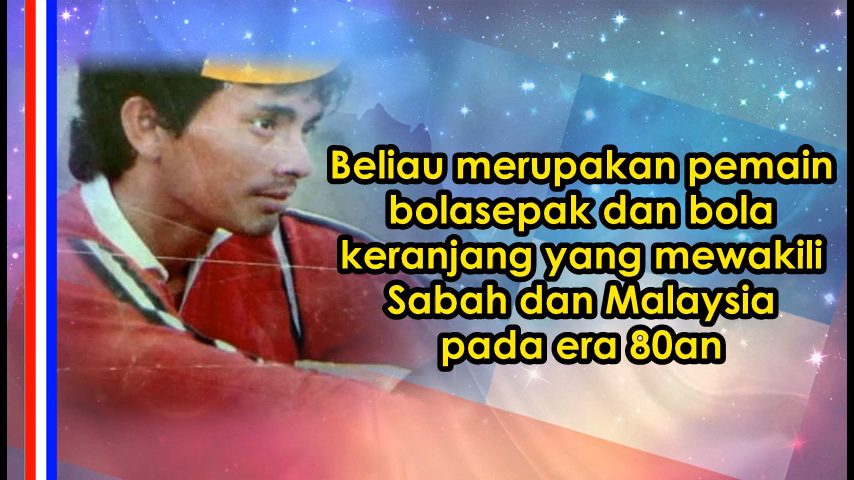 Beliau merupakan pemain
bolasepak dan bola
keranjang yang mewakili
Sabah dan Malaysia
pada era 80an